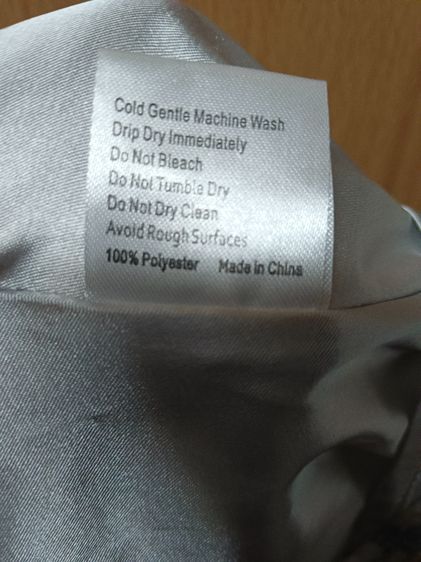 Cold Gentle Machine Wash
Drip Dry Immediately
Do Not Bleach
Do Not Tumble Dry
Do Not Dry Clean
Avoid Rough Surfaces
100% Polyester Made in China